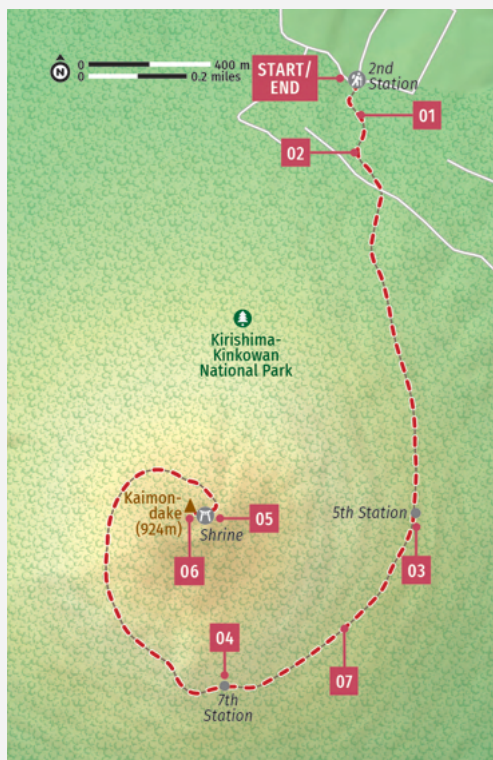 N
0 400 m
0 0.2 miles
START/
END
2nd
Station
01
02
Kirishima-
Kinkowan
National Park
Kaimon-
dake
(924m)
Shrine
05
06
5th Station
03
04
7th
Station
07